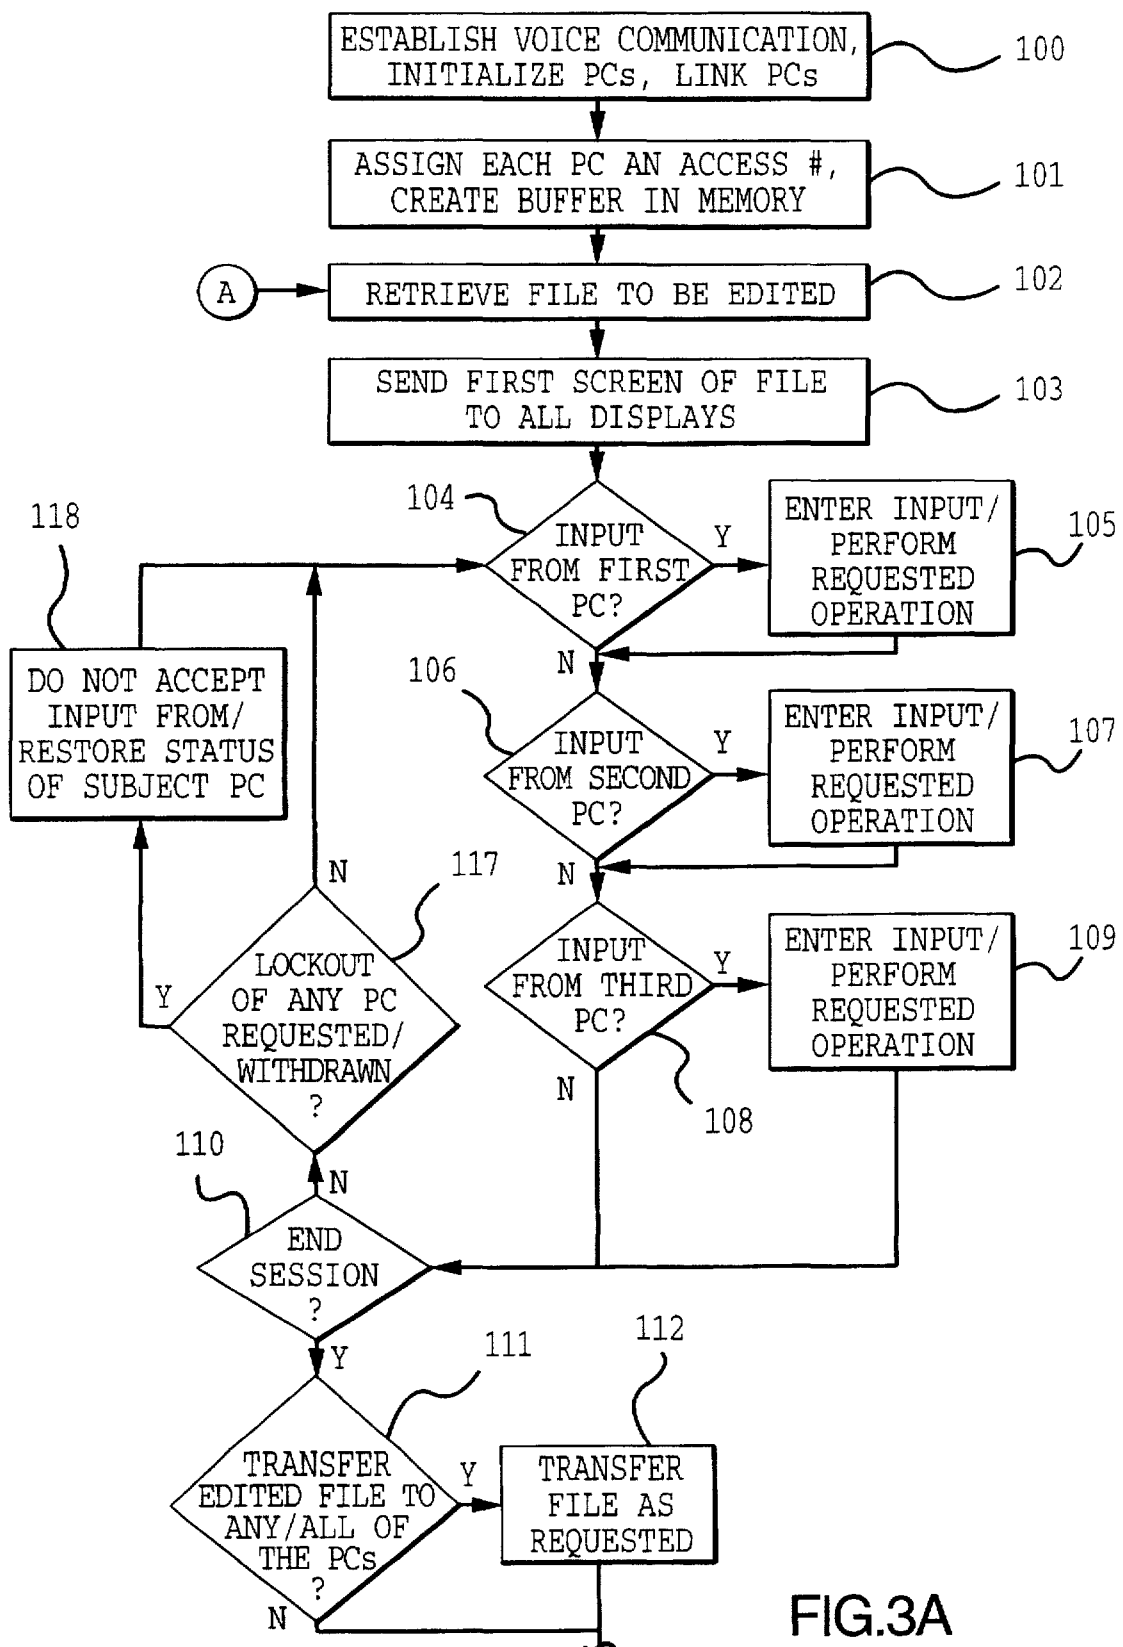 ESTABLISH VOICE COMMUNICATION,
INITIALIZE PCs, LINK PCs
100
ASSIGN EACH PC AN ACCESS #,
CREATE BUFFER IN MEMORY
101
A
RETRIEVE FILE TO BE EDITED
102
SEND FIRST SCREEN OF FILE
TO ALL DISPLAYS
103
104
INPUT
FROM FIRST
PC?
Y
N
ENTER INPUT/
PERFORM
REQUESTED
OPERATION
105
118
DO NOT ACCEPT
INPUT FROM/
RESTORE STATUS
OF SUBJECT PC
106
INPUT
FROM SECOND
PC?
Y
N
ENTER INPUT/
PERFORM
REQUESTED
OPERATION
107
N
117
LOCKOUT
OF ANY PC
REQUESTED/
WITHDRAWN
?
Y
INPUT
FROM THIRD
PC?
Y
N
108
ENTER INPUT/
PERFORM
REQUESTED
OPERATION
109
110
N
END
SESSION
?
Y
111
TRANSFER
EDITED FILE TO
ANY/ALL OF
THE PCs
?
Y
N
112
TRANSFER
FILE AS
REQUESTED
FIG.3A